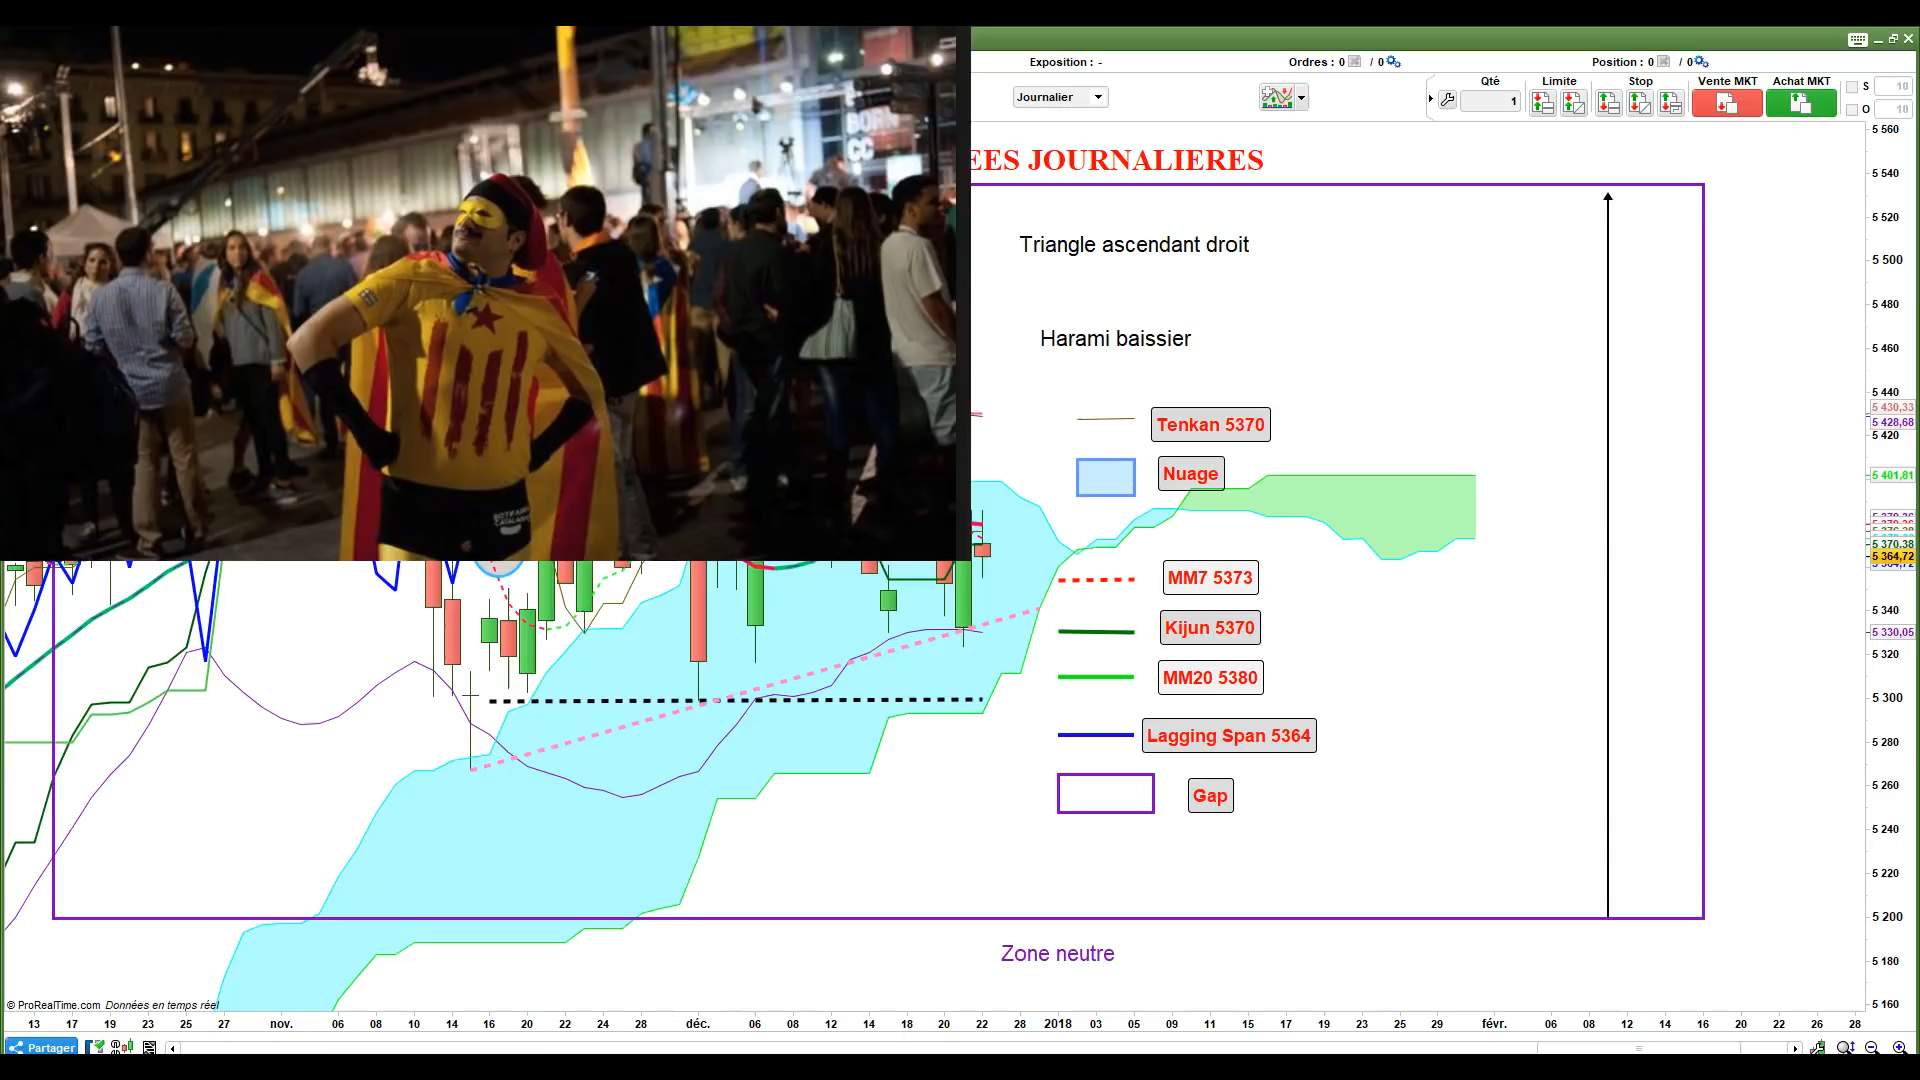 Exposition : -
Ordres : 0 / 0
Position : 0 / 0
Journalier
Qté
Limite
Stop
Vente MKT
Achat MKT
1
S 10
O 10
EES JOURNALIERES
Triangle ascendant droit
Harami baissier
Tenkan 5370
Nuage
MM7 5373
Kijun 5370
MM20 5380
Lagging Span 5364
Gap
Zone neutre
BORN
CC
5 560
5 540
5 520
5 500
5 480
5 460
5 440
5 430,33
5 428,68
5 420
5 401,81
5 370,38
5 364,72
5 340
5 330,05
5 320
5 300
5 280
5 260
5 240
5 220
5 200
5 180
5 160
© ProRealTime.com Données en temps réel
13 17 19 23 25 27 nov. 06 08 10 14 16 20 22 24 28 déc. 06 08 12 14 18 20 22 28 2018 03 05 09 11 15 17 19 23 25 29 févr. 06 08 12 14 16 20 22 26 28
Partager